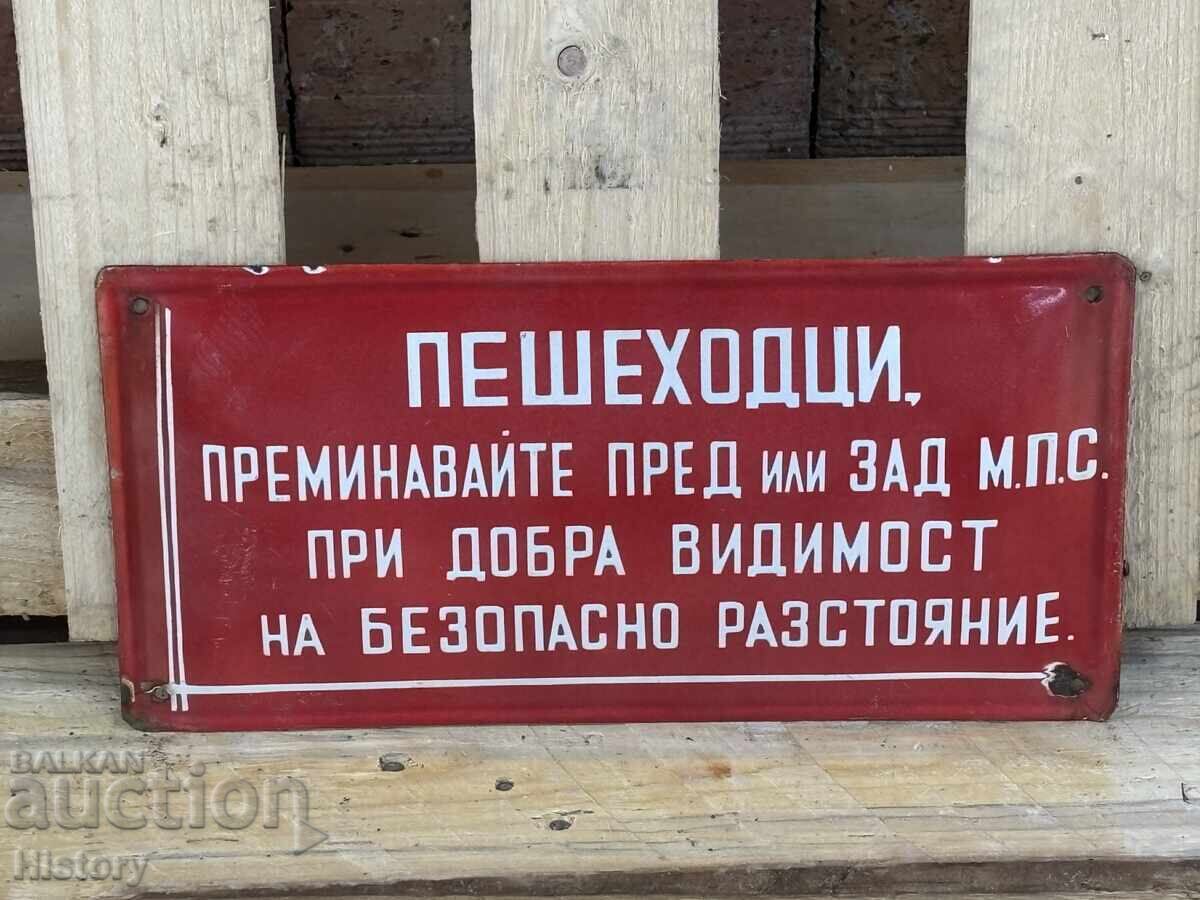 ПЕШЕХОДЦИ,
ПРЕМИНАВАЙТЕ ПРЕД ИЛИ ЗАД М.П.С.
ПРИ ДОБРА ВИДИМОСТ
НА БЕЗОПАСНО РАЗСТОЯНИЕ.
BALKAN
auction
History